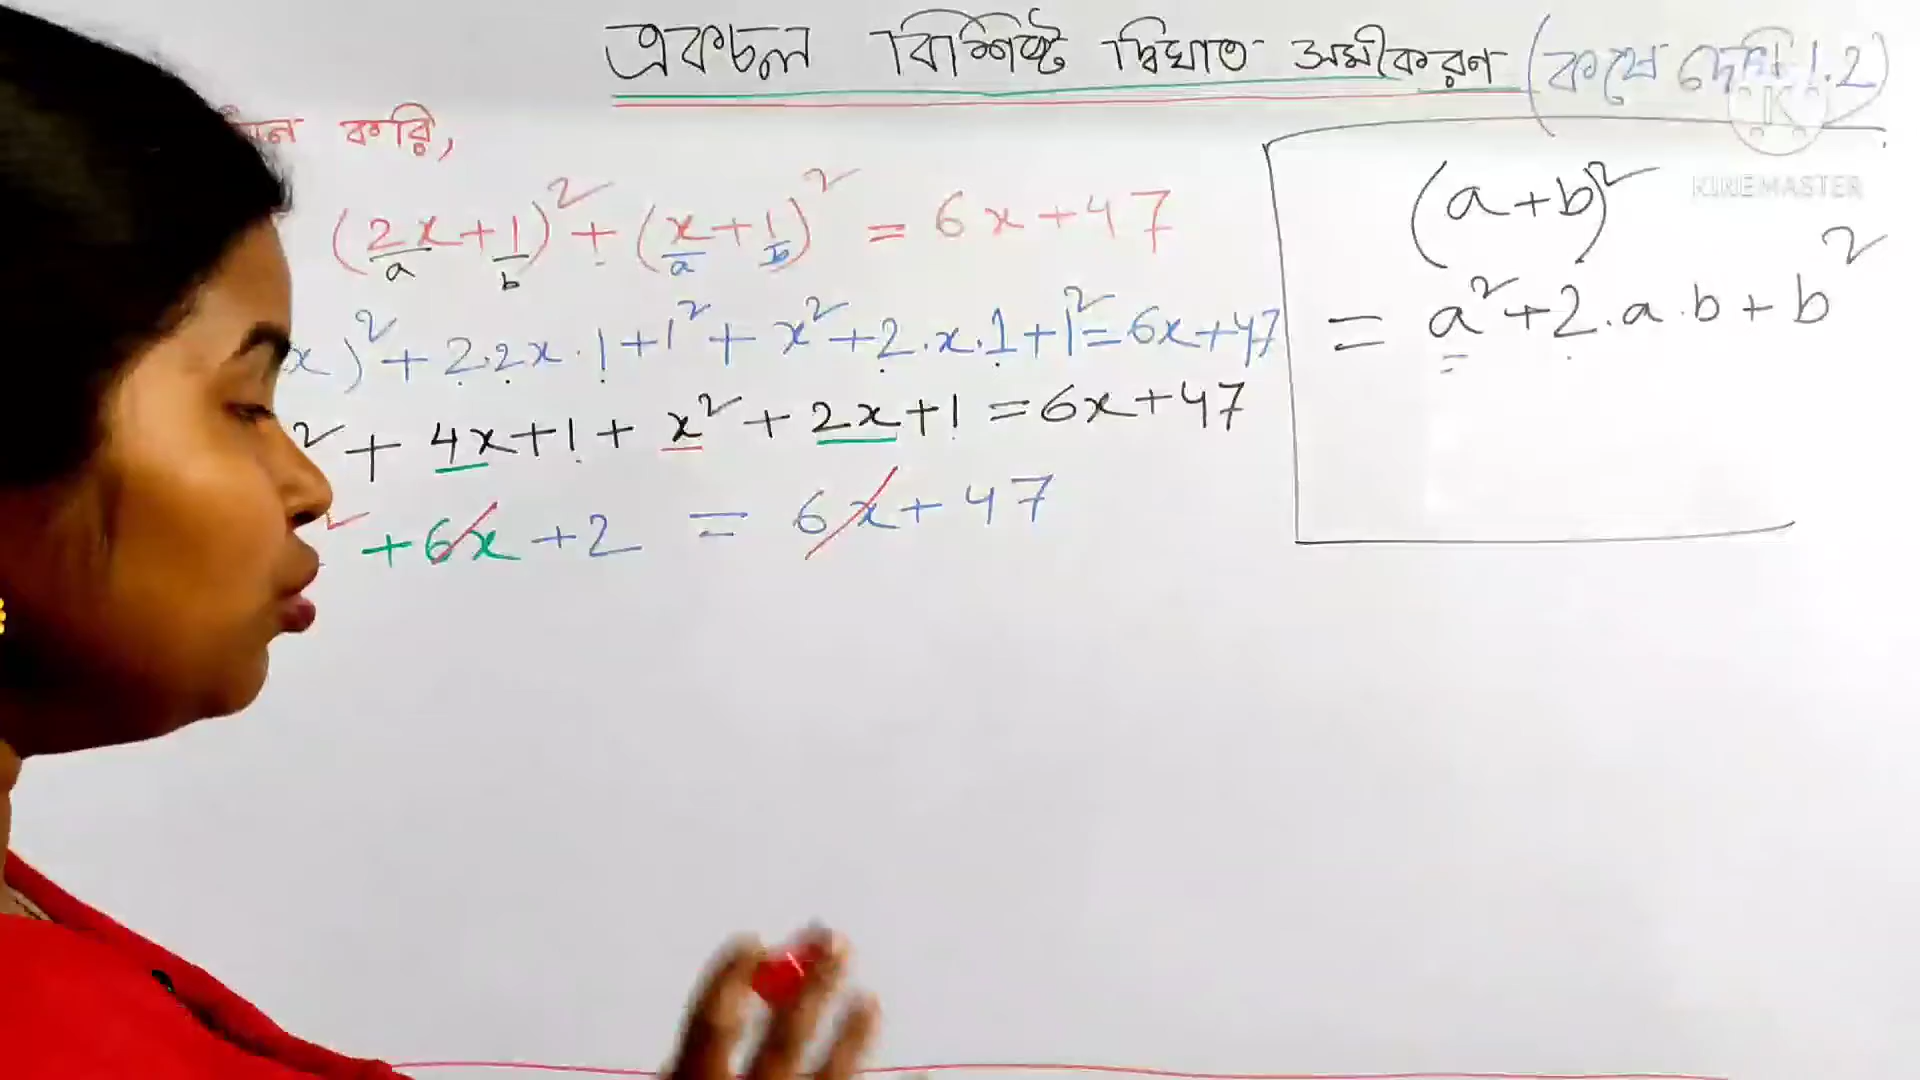 একচল বিশিষ্ট দ্বিঘাত সমীকরণ (কষে দেখি 1.2)
করি,
(2x+1)² + (x+1)² = 6x+47
a b a b
x)² + 2.2x.1 + 1² + x² + 2.x.1 + 1² = 6x+47
² + 4x+1 + x² + 2x+1 = 6x+47
² + 6x + 2 = 6x + 47
(a+b)²
= a² + 2.a.b + b²
KINEMASTER